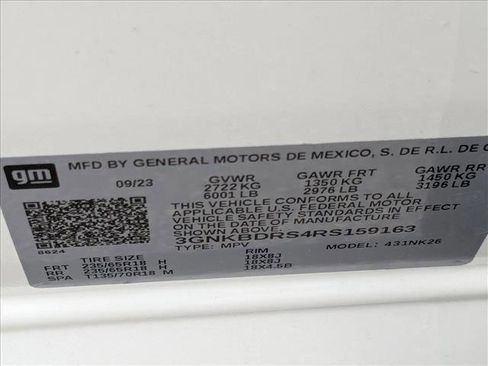 gm MFD BY GENERAL MOTORS DE MEXICO, S. DE R.L. DE C
09/23 GVWR GAWR FRT GAWR RR
2722 KG 1350 KG 1450 KG
6001 LB 2976 LB 3196 LB
THIS VEHICLE CONFORMS TO ALL
APPLICABLE U.S. FEDERAL MOTOR
VEHICLE SAFETY STANDARDS
IN EFFECT ON THE DATE OF
MANUFACTURE SHOWN ABOVE
3GNKBDRS4RS159163
TYPE: MPV MODEL: 431NK26
8624
TIRE SIZE RIM
FRT 235/65R18 H 18X8J
RR 235/65R18 H 18X8J
SPA T135/70R18 M 18X4.5B